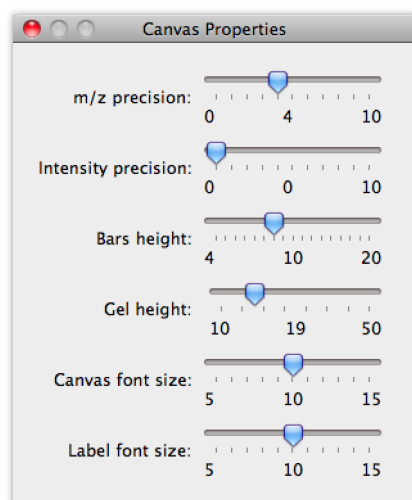 Canvas Properties
m/z precision:
0 4 10
Intensity precision:
0 0 10
Bars height:
4 10 20
Gel height:
10 19 50
Canvas font size:
5 10 15
Label font size:
5 10 15